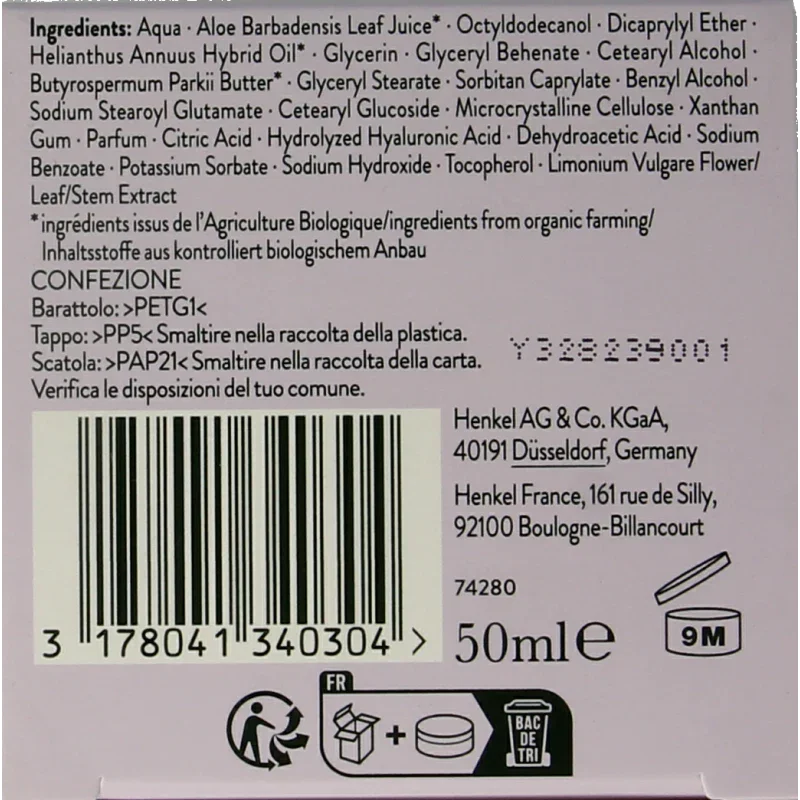 Ingredients: Aqua · Aloe Barbadensis Leaf Juice* · Octyldodecanol · Dicaprylyl Ether ·
Helianthus Annuus Hybrid Oil* · Glycerin · Glyceryl Behenate · Cetearyl Alcohol ·
Butyrospermum Parkii Butter* · Glyceryl Stearate · Sorbitan Caprylate · Benzyl Alcohol ·
Sodium Stearoyl Glutamate · Cetearyl Glucoside · Microcrystalline Cellulose · Xanthan
Gum · Parfum · Citric Acid · Hydrolyzed Hyaluronic Acid · Dehydroacetic Acid · Sodium
Benzoate · Potassium Sorbate · Sodium Hydroxide · Tocopherol · Limonium Vulgare Flower/
Leaf/Stem Extract
*ingrédients issus de l'Agriculture Biologique/ingredients from organic farming/
Inhaltsstoffe aus kontrolliert biologischem Anbau
CONFEZIONE
Barattolo: >PETG1<
Tappo: >PP5< Smaltire nella raccolta della plastica.
Scatola: >PAP21< Smaltire nella raccolta della carta.
Verifica le disposizioni del tuo comune.
Y328239001
Henkel AG & Co. KGaA,
40191 Düsseldorf, Germany
Henkel France, 161 rue de Silly,
92100 Boulogne-Billancourt
74280
50ml e
9M
3 178041 340304 >
FR
+
BAC
DE
TRI